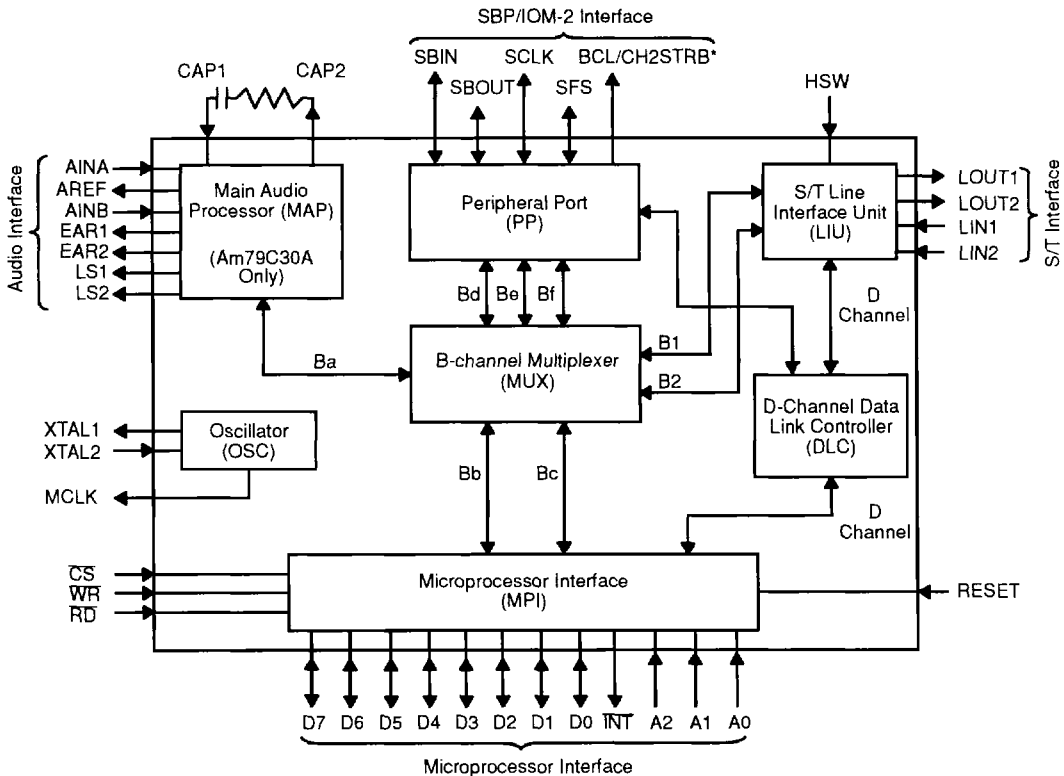 SBP/IOM-2 Interface
SBIN
SCLK
BCL/CH2STRB*
SBOUT
SFS
CAP1
CAP2
HSW
Audio Interface
AINA
AREF
AINB
EAR1
EAR2
LS1
LS2
Main Audio
Processor (MAP)
(Am79C30A
Only)
Peripheral Port
(PP)
S/T Line
Interface Unit
(LIU)
LOUT1
LOUT2
LIN1
LIN2
S/T Interface
Bd
Be
Bf
D
Channel
Ba
B-channel Multiplexer
(MUX)
B1
B2
D-Channel Data
Link Controller
(DLC)
XTAL1
XTAL2
MCLK
Oscillator
(OSC)
Bb
Bc
D
Channel
C̅S̅
W̅R̅
R̅D̅
Microprocessor Interface
(MPI)
RESET
D7 D6 D5 D4 D3 D2 D1 D0 I̅N̅T̅ A2 A1 A0
Microprocessor Interface